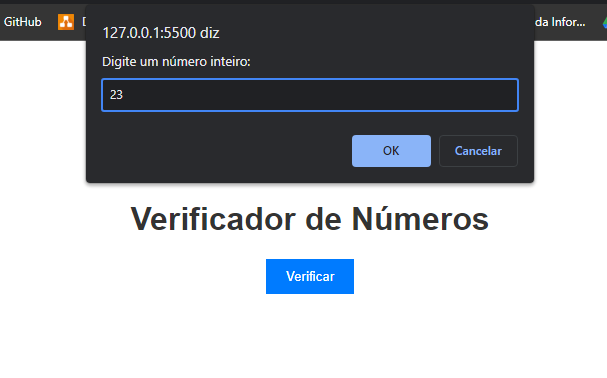 GitHub
D
da Infor...
127.0.0.1:5500 diz
Digite um número inteiro:
23
OK Cancelar
Verificador de Números
Verificar